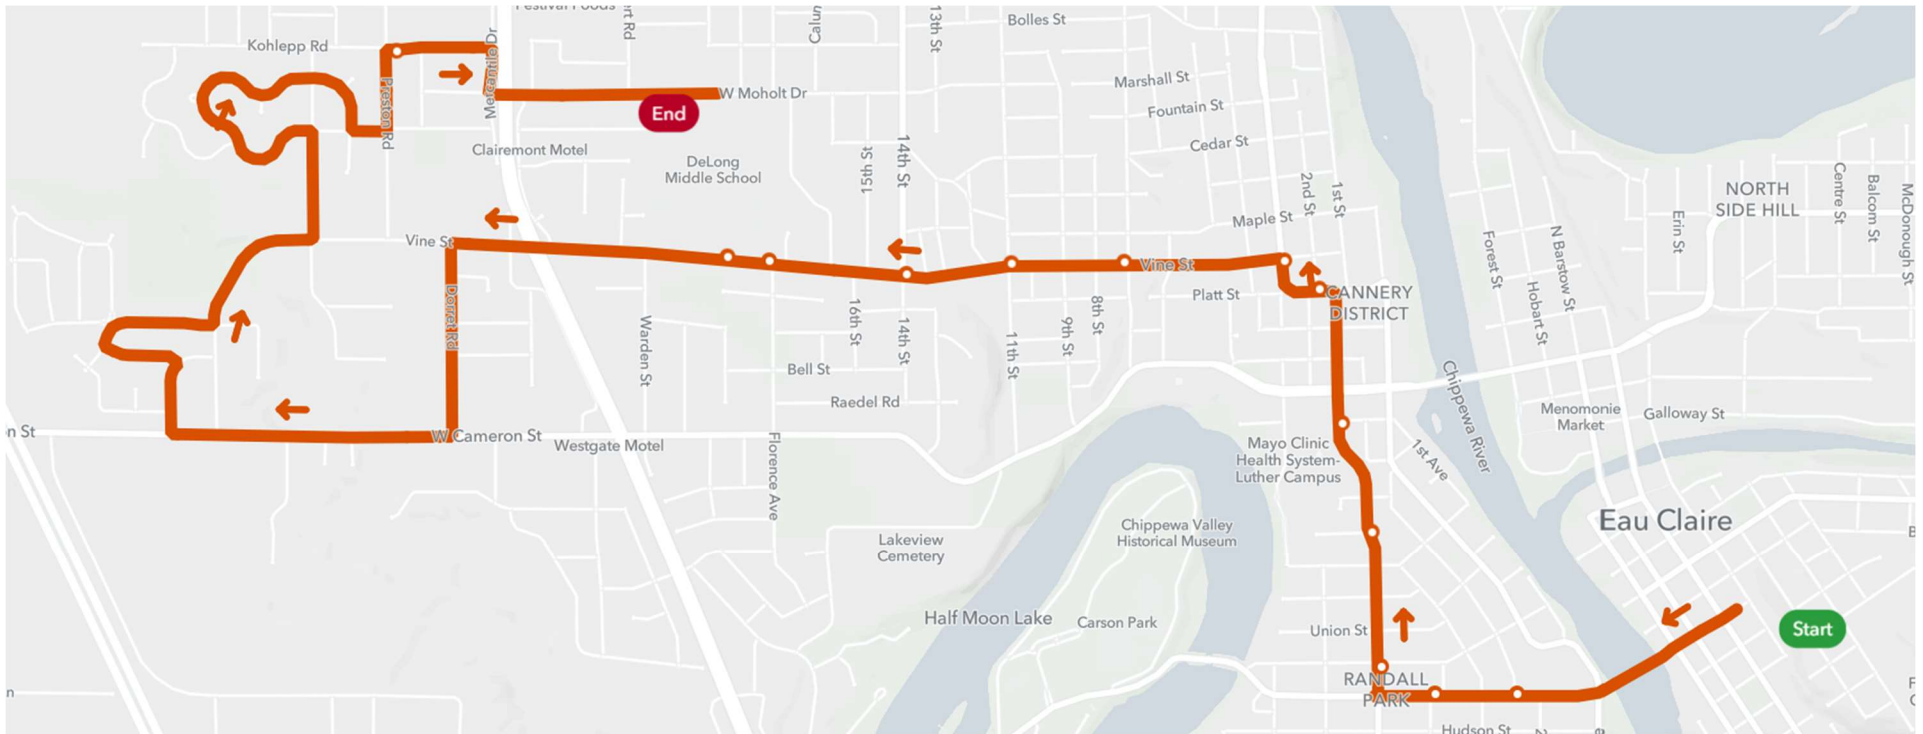 Festival Foods
13th St
Bolles St
Kohlepp Rd
Mercantile Dr
Preston Rd
Marshall St
W Moholt Dr
End
Fountain St
Clairemont Motel
Cedar St
14th St
15th St
DeLong
Middle School
2nd St
1st St
NORTH
SIDE HILL
Centre St
Balcom St
McDonough St
Maple St
Erin St
Forest St
N Barstow St
Vine St
Vine St
Hobart St
Platt St
CANNERY
DISTRICT
Dorret Rd
16th St
14th St
8th St
9th St
11th St
Warden St
Bell St
Chippewa River
Raedel Rd
Menomonie
Market
Galloway St
n St
W Cameron St
Westgate Motel
Florence Ave
Mayo Clinic
Health System-
Luther Campus
1st Ave
Chippewa Valley
Historical Museum
Eau Claire
Lakeview
Cemetery
Half Moon Lake
Carson Park
Union St
Start
RANDALL
PARK
n
Hudson St